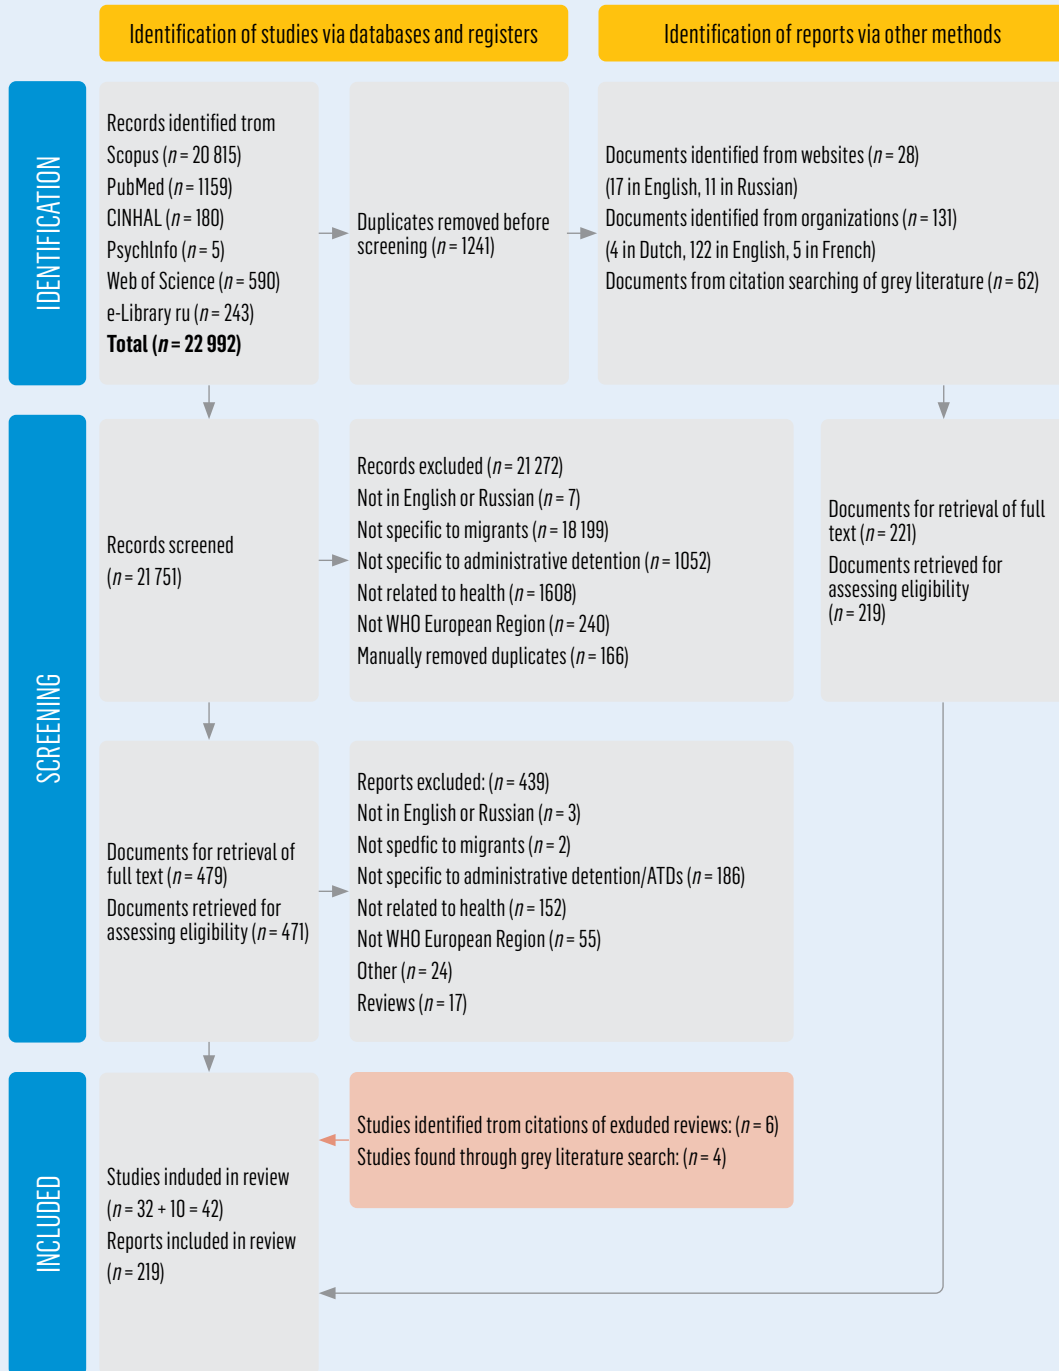 Identification of studies via databases and registers
Identification of reports via other methods
IDENTIFICATION
Records identified trom
Scopus (n = 20 815)
PubMed (n = 1159)
CINHAL (n = 180)
PsychInfo (n = 5)
Web of Science (n = 590)
e-Library ru (n = 243)
Total (n = 22 992)
Duplicates removed before
screening (n = 1241)
Documents identified from websites (n = 28)
(17 in English, 11 in Russian)
Documents identified from organizations (n = 131)
(4 in Dutch, 122 in English, 5 in French)
Documents from citation searching of grey literature (n = 62)
SCREENING
Records screened
(n = 21 751)
Records excluded (n = 21 272)
Not in English or Russian (n = 7)
Not specific to migrants (n = 18 199)
Not specific to administrative detention (n = 1052)
Not related to health (n = 1608)
Not WHO European Region (n = 240)
Manually removed duplicates (n = 166)
Documents for retrieval of full
text (n = 221)
Documents retrieved for
assessing eligibility
(n = 219)
Documents for retrieval of
full text (n = 479)
Documents retrieved for
assessing eligibility (n = 471)
Reports excluded: (n = 439)
Not in English or Russian (n = 3)
Not spedfic to migrants (n = 2)
Not specific to administrative detention/ATDs (n = 186)
Not related to health (n = 152)
Not WHO European Region (n = 55)
Other (n = 24)
Reviews (n = 17)
INCLUDED
Studies induded in review
(n = 32 + 10 = 42)
Reports included in review
(n = 219)
Studies identified trom citations of exduded reviews: (n = 6)
Studies found through grey literature search: (n = 4)